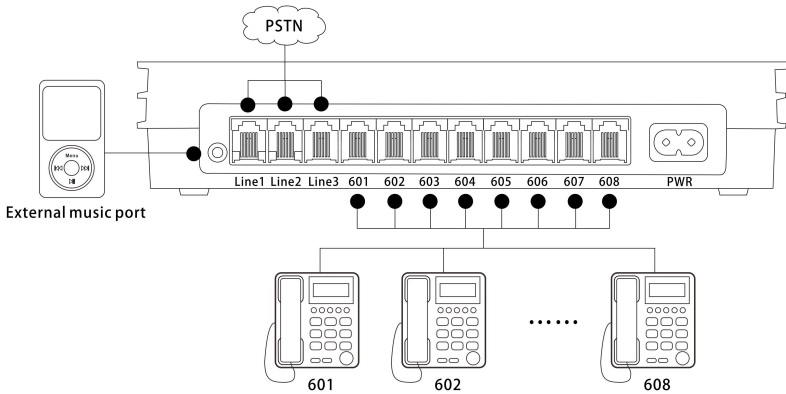 PSTN
Menu
Line1 Line2 Line3 601 602 603 604 605 606 607 608 PWR
External music port
601 602 ...... 608